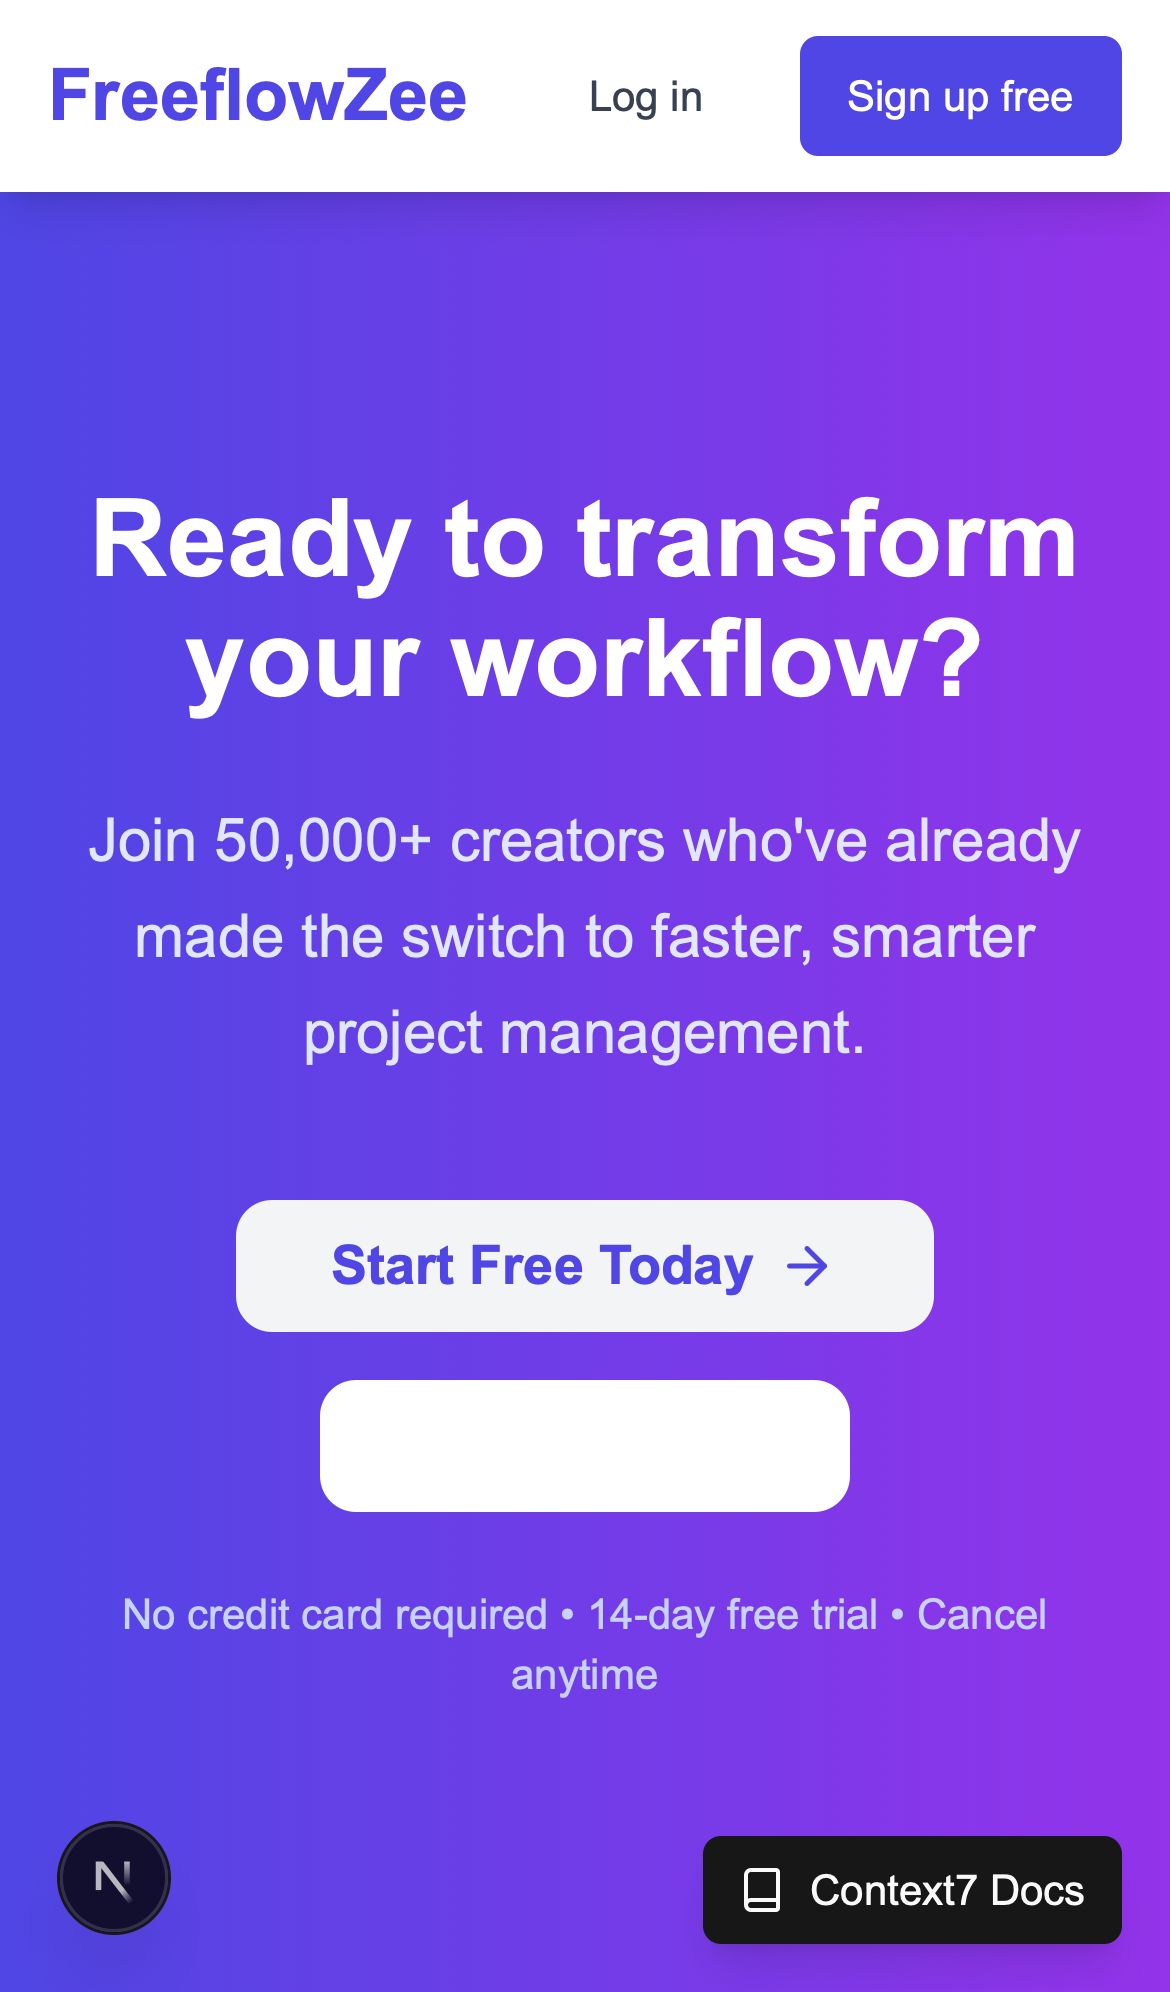 FreeflowZee
Log in
Sign up free
Ready to transform
your workflow?
Join 50,000+ creators who've already
made the switch to faster, smarter
project management.
Start Free Today
No credit card required • 14-day free trial • Cancel
anytime
Context7 Docs